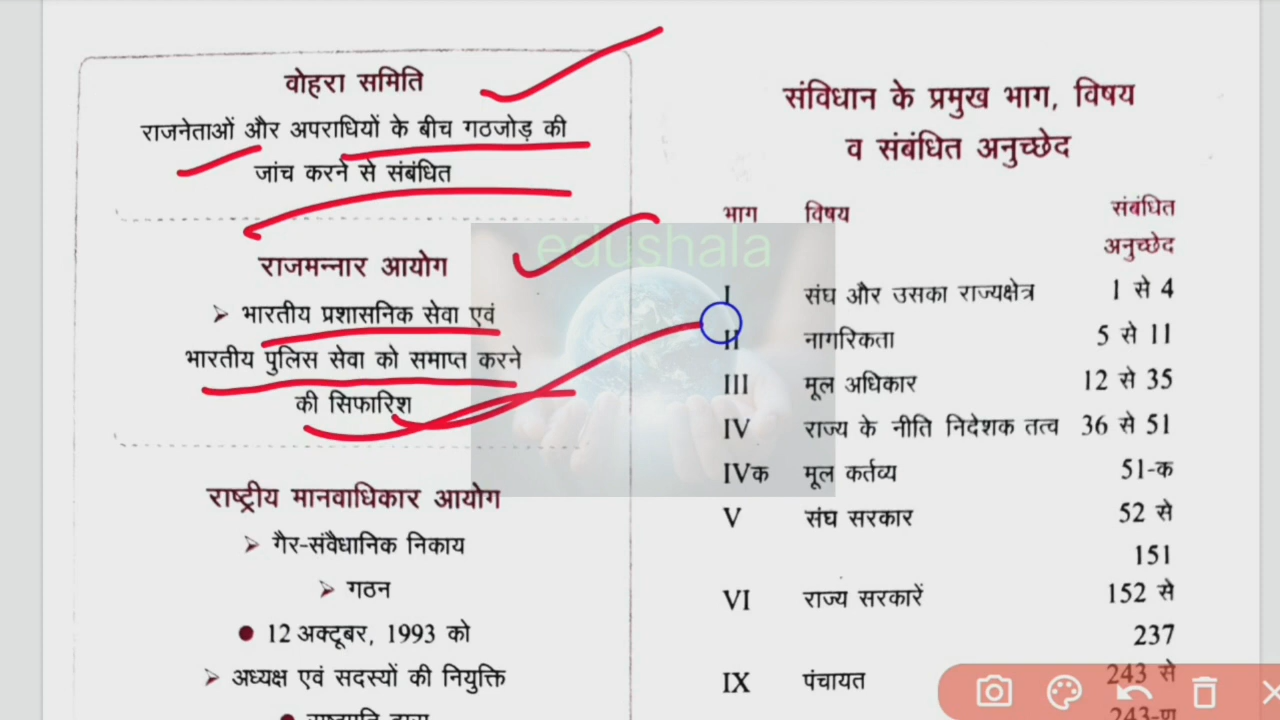 वोहरा समिति
राजनेताओं और अपराधियों के बीच गठजोड़ की
जांच करने से संबंधित
राजमन्नार आयोग
➢ भारतीय प्रशासनिक सेवा एवं
भारतीय पुलिस सेवा को समाप्त करने
की सिफारिश
राष्ट्रीय मानवाधिकार आयोग
➢ गैर-संवैधानिक निकाय
➢ गठन
● 12 अक्टूबर, 1993 को
➢ अध्यक्ष एवं सदस्यों की नियुक्ति
edushala
संविधान के प्रमुख भाग, विषय
व संबंधित अनुच्छेद
भाग विषय संबंधित
अनुच्छेद
I संघ और उसका राज्यक्षेत्र 1 से 4
II नागरिकता 5 से 11
III मूल अधिकार 12 से 35
IV राज्य के नीति निदेशक तत्व 36 से 51
IVक मूल कर्तव्य 51-क
V संघ सरकार 52 से
151
VI राज्य सरकारें 152 से
237
IX पंचायत 243 से